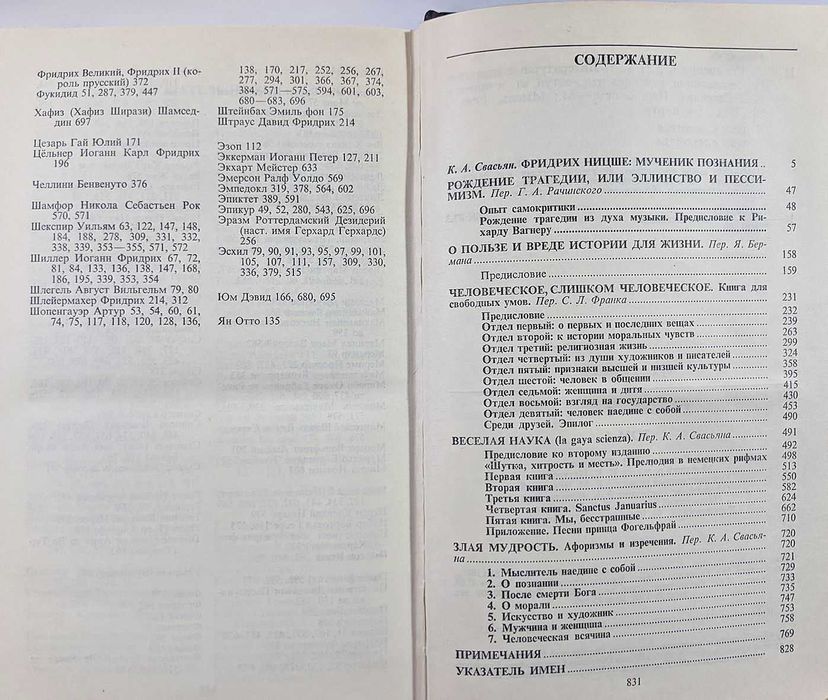 Фридрих Великий, Фридрих II (ко-
роль прусский) 372
Фукидид 51, 287, 379, 447
Хафиз (Хафиз Ширази) Шамсед-
дин 697
Цезарь Гай Юлий 171
Цёльнер Иоганн Карл Фридрих
196
Челлини Бенвенуто 376
Шамфор Никола Себастьен Рок
570, 571
Шекспир Уильям 63, 122, 147, 148,
184, 188, 278, 309, 331, 332,
338, 339, 353—355, 571, 572
Шиллер Иоганн Фридрих 67, 72,
81, 84, 133, 136, 138, 147, 168,
186, 195, 339, 353, 354
Шлегель Август Вильгельм 79, 80
Шлейермахер Фридрих 214, 312
Шопенгауэр Артур 53, 54, 60, 61,
74, 75, 117, 118, 120, 128, 136,
138, 170, 217, 252, 256, 267,
277, 294, 301, 366, 367, 374,
384, 571—575, 594, 601, 603,
680—683, 696
Штейнбах Эмиль фон 175
Штраус Давид Фридрих 214
Эзоп 112
Эккерман Иоганн Петер 127, 211
Экхарт Мейстер 633
Эмерсон Ралф Уолдо 569
Эмпедокл 319, 378, 564, 602
Эпиктет 389, 591
Эпикур 49, 52, 280, 543, 625, 696
Эразм Роттердамский Дезидерий
(наст. имя Герхард Герхардс)
256
Эсхил 79, 90, 91, 93, 95, 97, 99, 101,
105, 107, 111, 157, 309, 330,
336, 379, 515
Юм Дэвид 166, 680, 695
Ян Отто 135
СОДЕРЖАНИЕ
К. А. Свасьян. ФРИДРИХ НИЦШЕ: МУЧЕНИК ПОЗНАНИЯ .. 5
РОЖДЕНИЕ ТРАГЕДИИ, ИЛИ ЭЛЛИНСТВО И ПЕССИ-
МИЗМ. Пер. Г. А. Рачинского 47
Опыт самокритики 48
Рождение трагедии из духа музыки. Предисловие к Ри-
харду Вагнеру 57
О ПОЛЬЗЕ И ВРЕДЕ ИСТОРИИ ДЛЯ ЖИЗНИ. Пер. Я. Бер-
мана 158
Предисловие 159
ЧЕЛОВЕЧЕСКОЕ, СЛИШКОМ ЧЕЛОВЕЧЕСКОЕ. Книга для
свободных умов. Пер. С. Л. Франка 231
Предисловие 232
Отдел первый: о первых и последних вещах 239
Отдел второй: к истории моральных чувств 263
Отдел третий: религиозная жизнь 299
Отдел четвертый: из души художников и писателей 324
Отдел пятый: признаки высшей и низшей культуры 358
Отдел шестой: человек в общении 395
Отдел седьмой: женщина и дитя 415
Отдел восьмой: взгляд на государство 430
Отдел девятый: человек наедине с собой 453
Среди друзей. Эпилог 490
ВЕСЕЛАЯ НАУКА (la gaya scienza). Пер. К. А. Свасьяна 491
Предисловие ко второму изданию 492
«Шутка, хитрость и месть». Прелюдия в немецких рифмах 498
Первая книга 513
Вторая книга 550
Третья книга 582
Четвертая книга. Sanctus Januarius 624
Пятая книга. Мы, бесстрашные 662
Приложение. Песни принца Фогельфрай 710
ЗЛАЯ МУДРОСТЬ. Афоризмы и изречения. Пер. К. А. Свасья- 720
на 720
1. Мыслитель наедине с собой 721
2. О познании 729
3. После смерти Бога 733
4. О морали 735
5. Искусство и художник 747
6. Мужчина и женщина 753
7. Человеческая всячина 758
ПРИМЕЧАНИЯ 769
УКАЗАТЕЛЬ ИМЕН 828
831